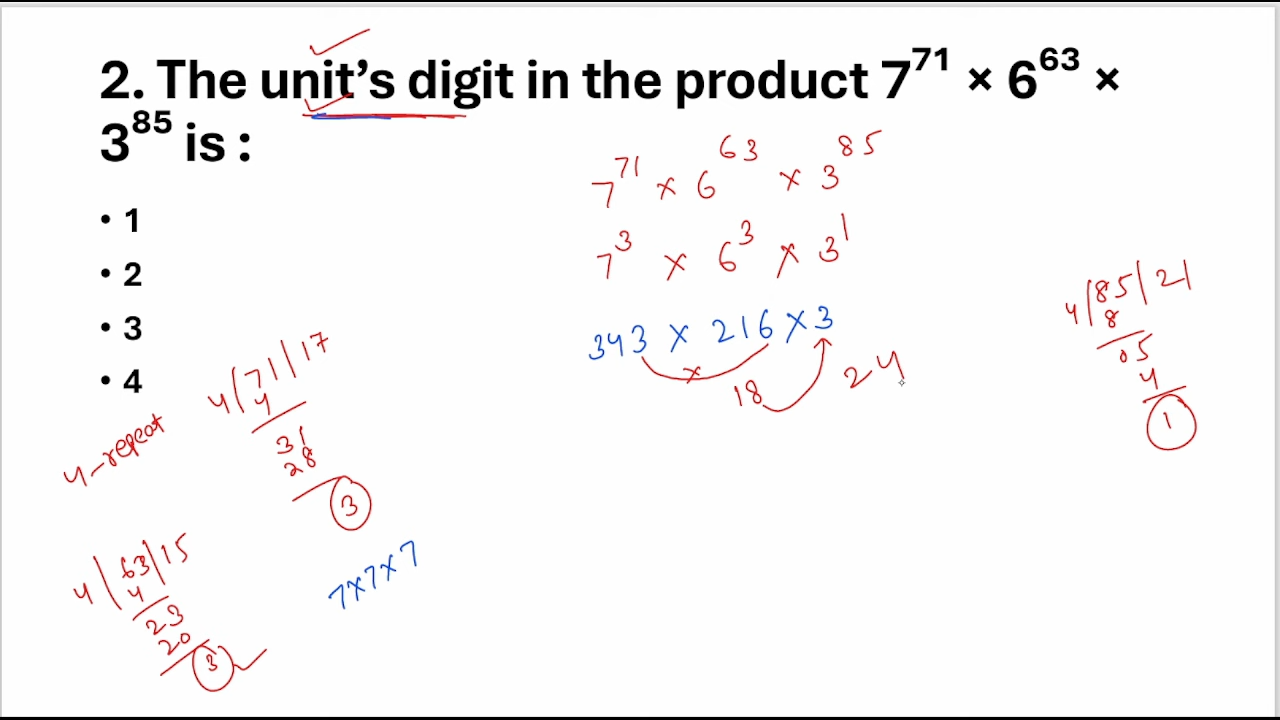 2. The unit’s digit in the product 7^71 × 6^63 ×
3^85 is :
• 1
• 2
• 3
• 4
7^71 × 6^63 × 3^85
7^3 × 6^3 × 3^1
343 × 216 × 3
×
18
24
4 - repeat
4 ( 71 | 17
4
31
28
3
4 | 63 | 15
4
23
20
3
7×7×7
4 | 85 | 21
8
05
4
1